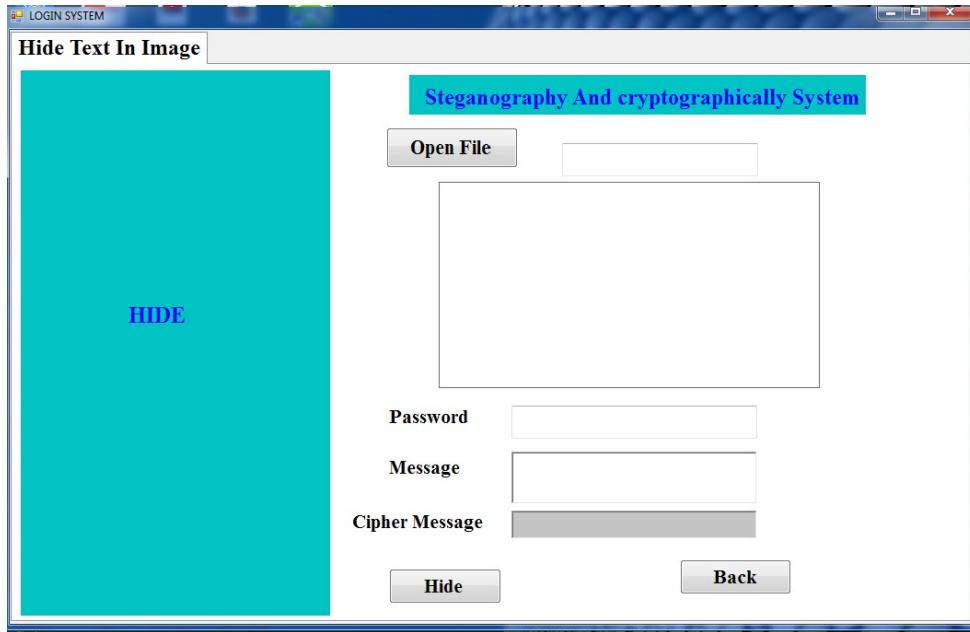 LOGIN SYSTEM
Hide Text In Image
Steganography And cryptographically System
Open File
HIDE
Password
Message
Cipher Message
Hide
Back